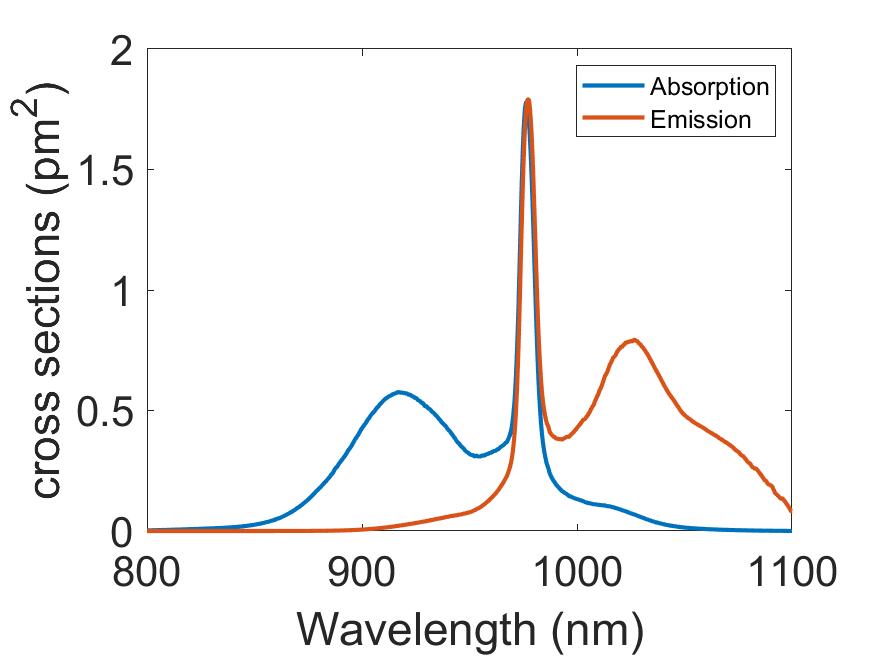 cross sections (pm²)
2
1.5
1
0.5
0
800
900
1000
1100
Wavelength (nm)
Absorption
Emission